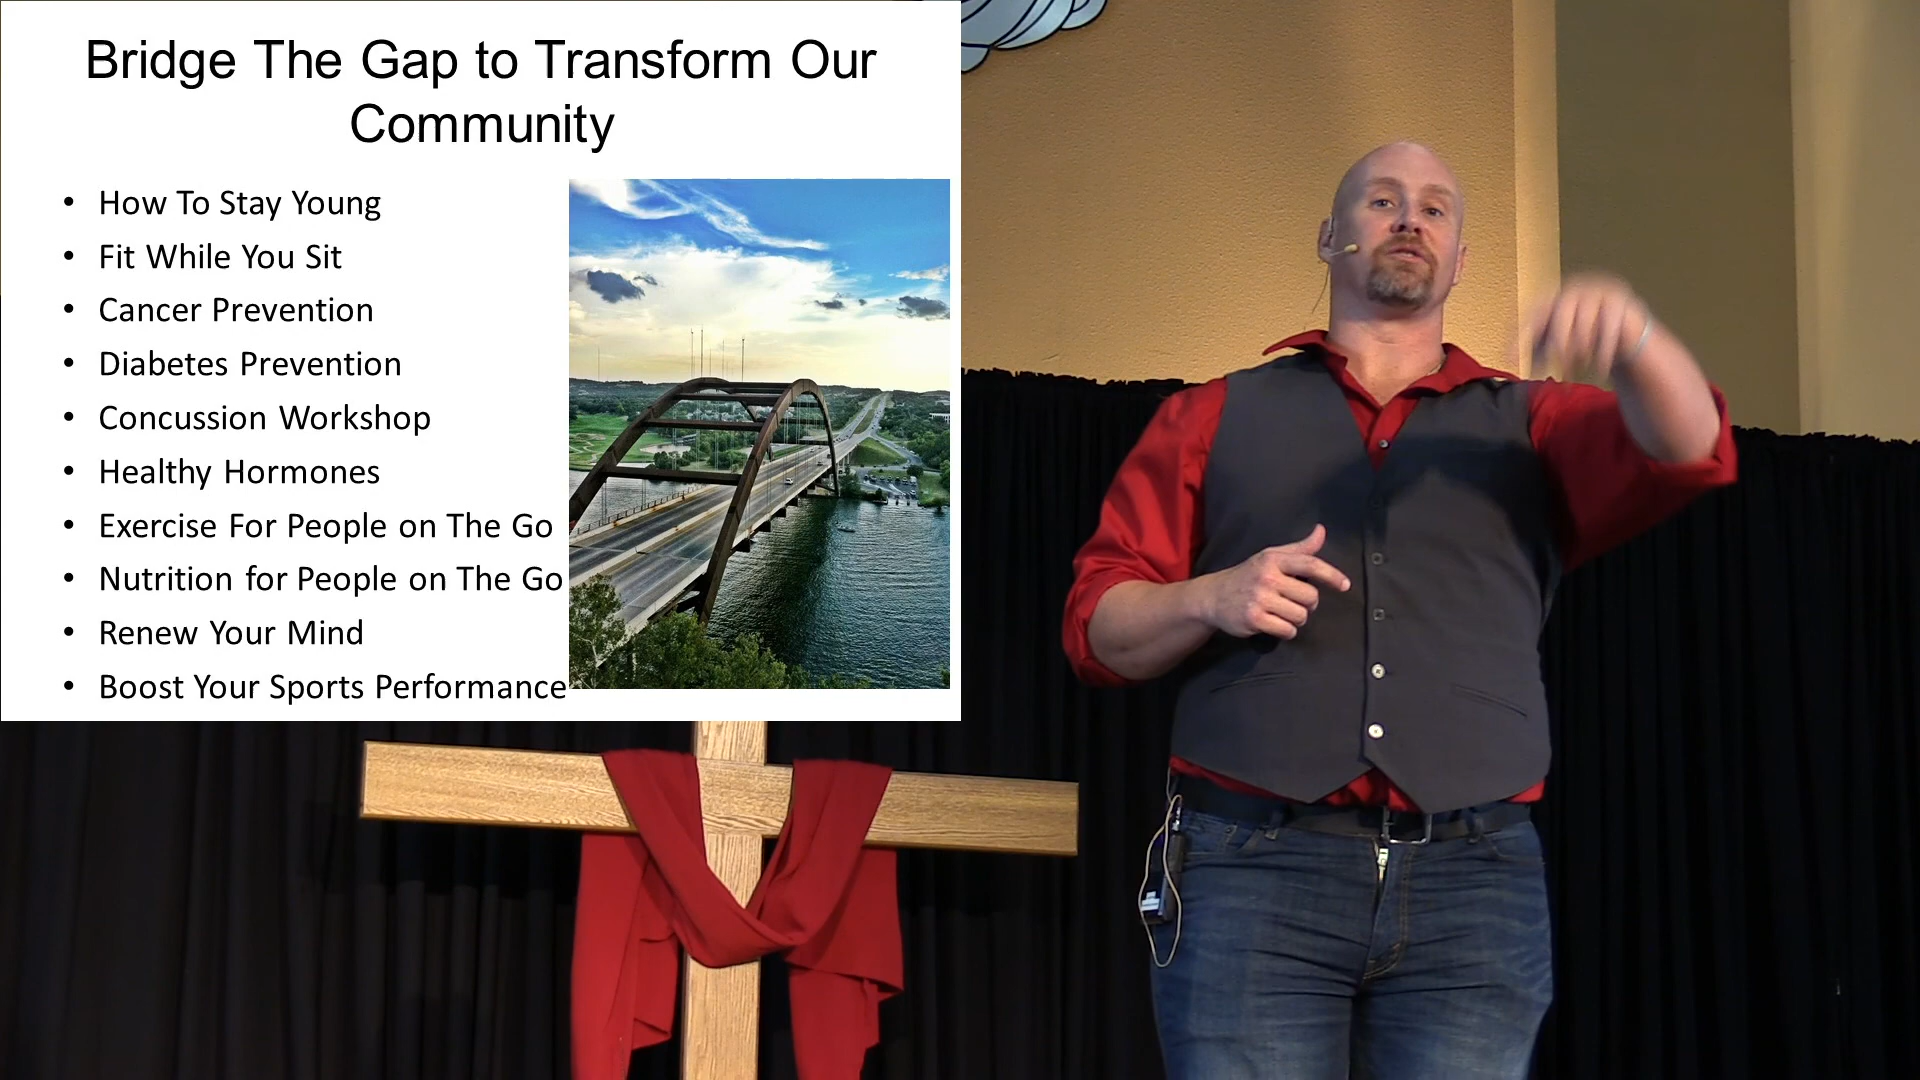 Bridge The Gap to Transform Our
Community
• How To Stay Young
• Fit While You Sit
• Cancer Prevention
• Diabetes Prevention
• Concussion Workshop
• Healthy Hormones
• Exercise For People on The Go
• Nutrition for People on The Go
• Renew Your Mind
• Boost Your Sports Performance